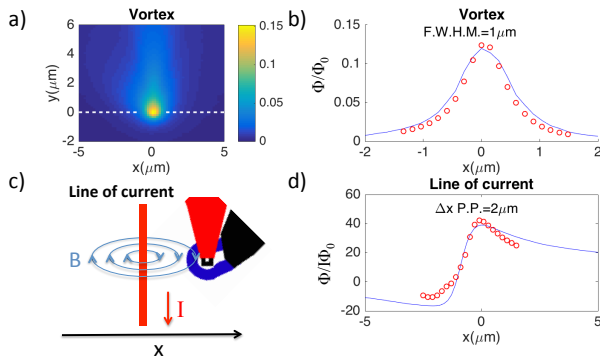 a)
Vortex
y(μm)
6
4
2
0
-2
-5
0
5
x(μm)
0.15
0.1
0.05
0
b)
Vortex
F.W.H.M.=1μm
Φ/Φ0
0.15
0.1
0.05
0
-2
-1
0
1
2
x(μm)
c)
Line of current
B
I
x
d)
Line of current
Δx P.P.=2μm
Φ/IΦ0
60
40
20
0
-20
-5
0
5
x(μm)